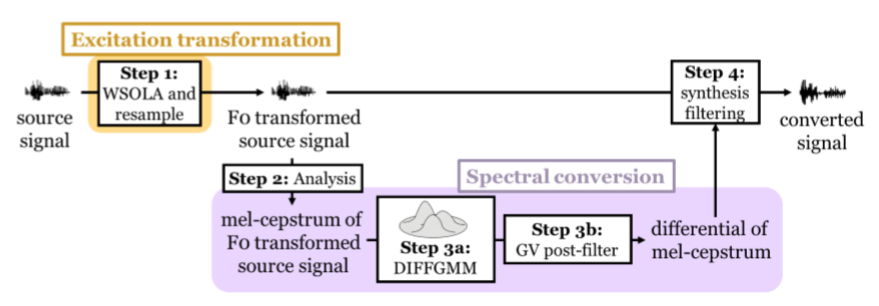 Excitation transformation
Step 1:
WSOLA and
resample
source
signal
Fo transformed
source signal
Step 4:
synthesis
filtering
converted
signal
Step 2: Analysis
Spectral conversion
mel-cepstrum of
Fo transformed
source signal
Step 3a:
DIFFGMM
Step 3b:
GV post-filter
differential of
mel-cepstrum